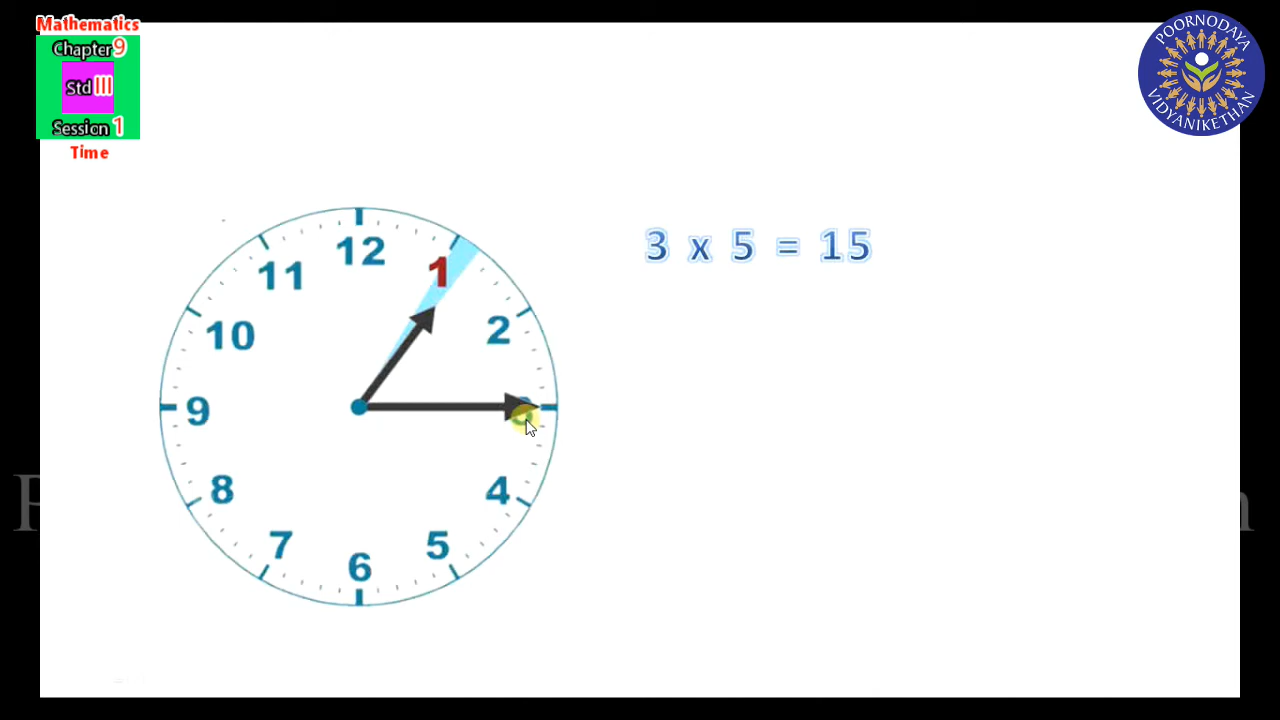 Mathematics
Chapter 9
Std III
Session 1
Time
POORNODAYA
VIDYANIKETHAN
3 x 5 = 15
12
11
1
10
2
9
3
8
4
7
5
6